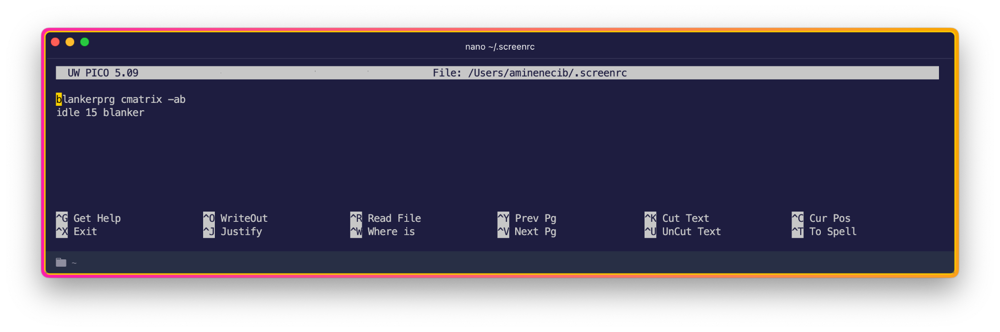 nano ~/.screenrc
UW PICO 5.09 File: /Users/aminenecib/.screenrc
blankerprg cmatrix -ab
idle 15 blanker
^G Get Help ^O WriteOut ^R Read File ^Y Prev Pg ^K Cut Text ^C Cur Pos
^X Exit ^J Justify ^W Where is ^V Next Pg ^U UnCut Text ^T To Spell
~